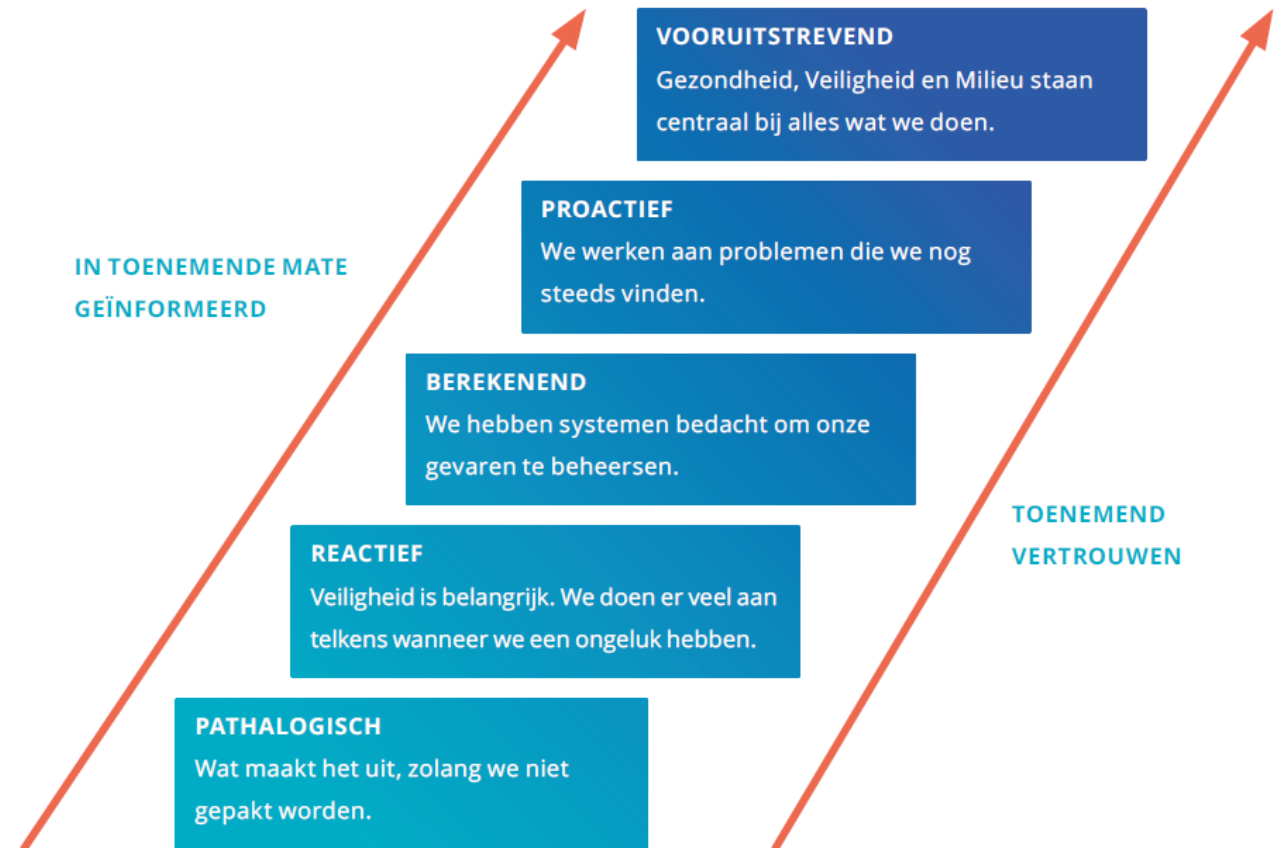 VOORUITSTREVEND
Gezondheid, Veiligheid en Milieu staan
centraal bij alles wat we doen.
PROACTIEF
We werken aan problemen die we nog
steeds vinden.
IN TOENEMENDE MATE
GEÏNFORMEERD
BEREKENEND
We hebben systemen bedacht om onze
gevaren te beheersen.
TOENEMEND
VERTROUWEN
REACTIEF
Veiligheid is belangrijk. We doen er veel aan
telkens wanneer we een ongeluk hebben.
PATHALOGISCH
Wat maakt het uit, zolang we niet
gepakt worden.